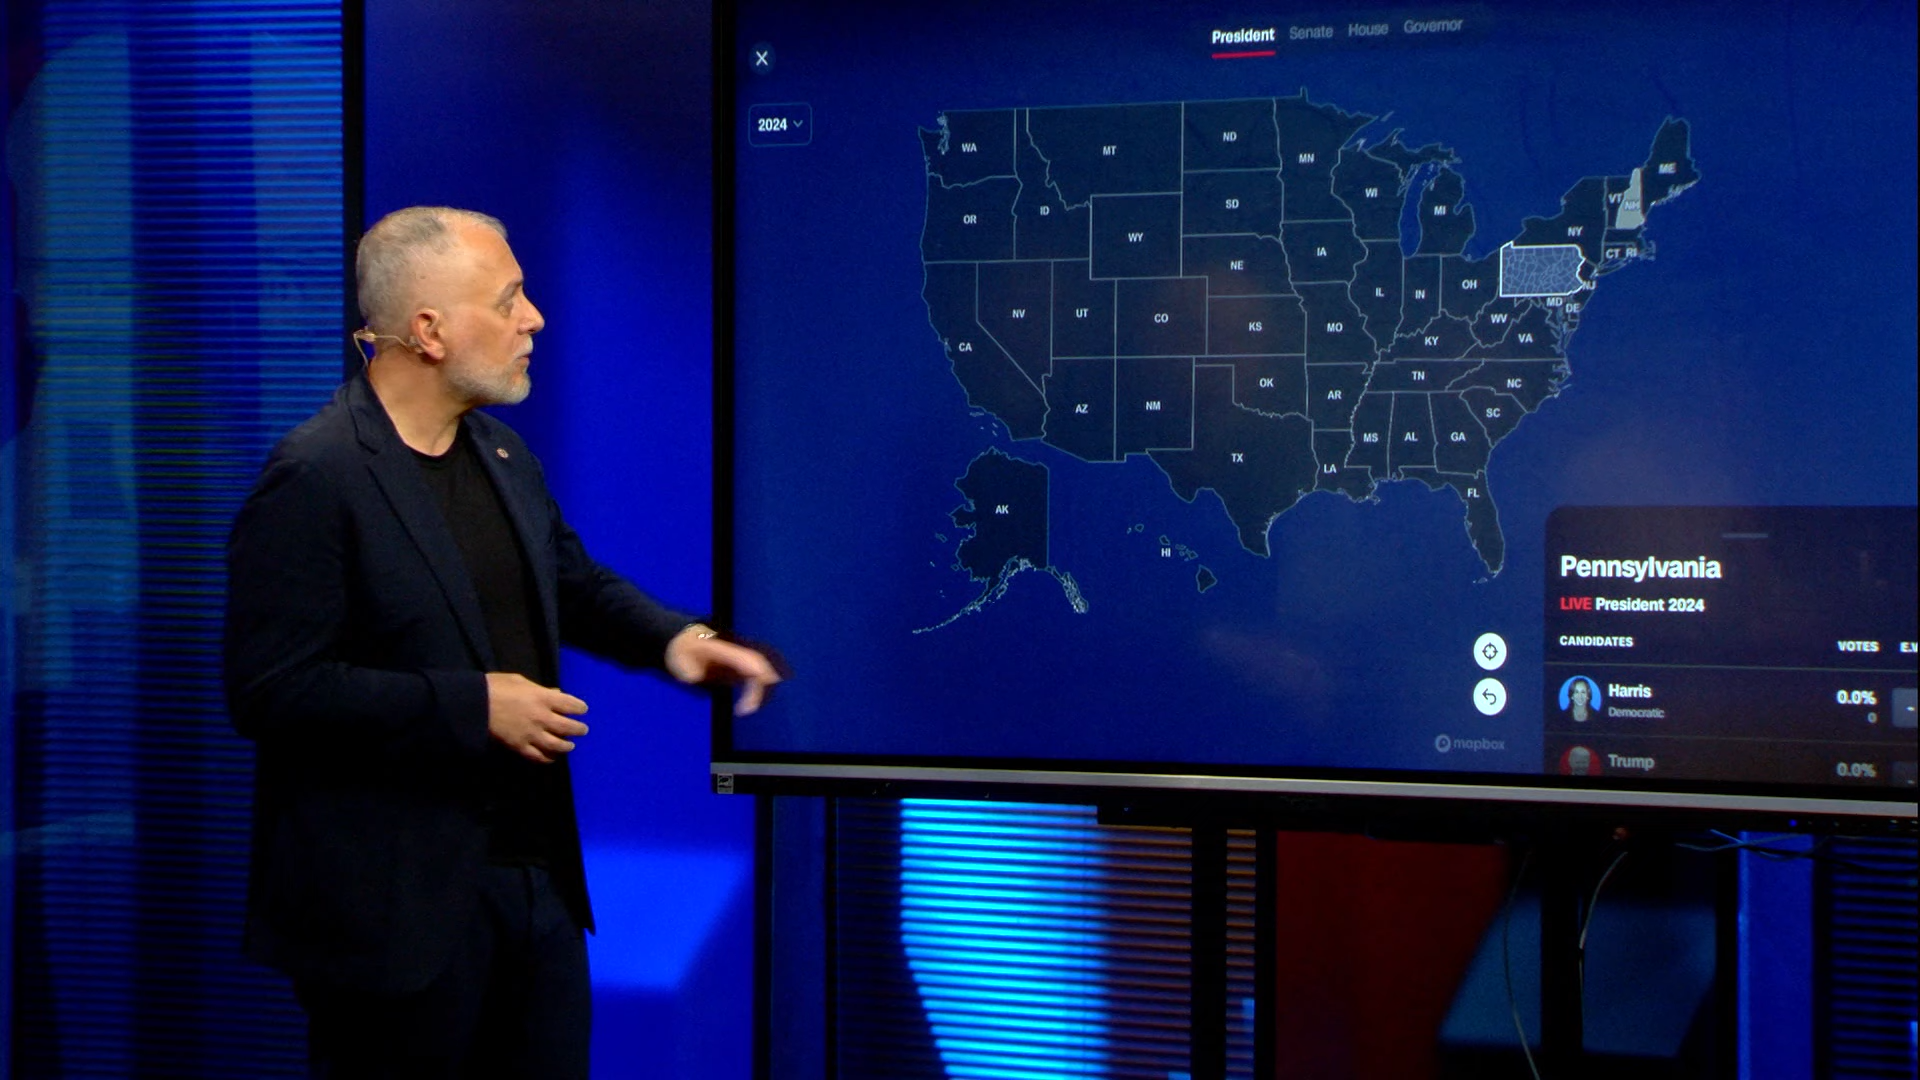 President Senate House Governor
X
2024
WA
MT
ND
MN
ME
OR
ID
SD
WI
MI
VT
NH
NY
WY
IA
NE
CT RI
NV
UT
CO
KS
IL
IN
OH
NJ
MD
DE
WV
VA
MO
KY
CA
AZ
NM
OK
AR
TN
NC
SC
MS
AL
GA
TX
LA
FL
AK
HI
Pennsylvania
LIVE President 2024
CANDIDATES VOTES E.V
Harris 0.0% -
Democratic 0
Trump 0.0% -
mapbox